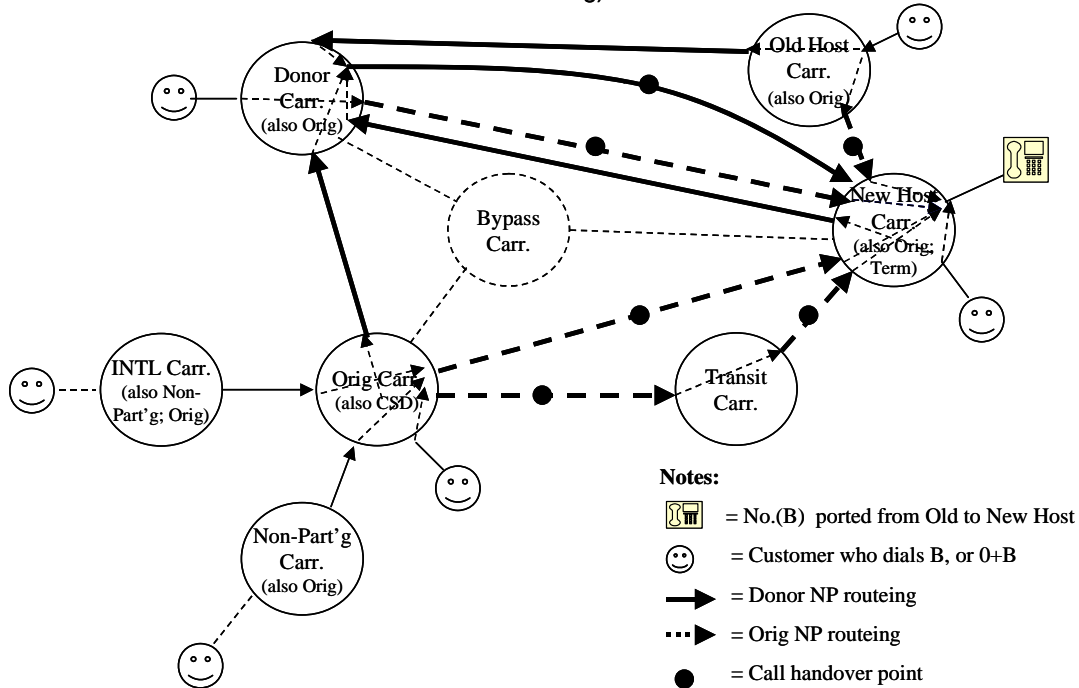 Donor
Carr.
(also Orig)
Old Host
Carr.
(also Orig)
Bypass
Carr.
New Host
Carr.
(also Orig;
Term)
INTL Carr.
(also Non-
Part'g; Orig)
Orig Carr.
(also CSD)
Transit
Carr.
Non-Part'g
Carr.
(also Orig)
Notes:
= No.(B) ported from Old to New Host
= Customer who dials B, or 0+B
= Donor NP routeing
= Orig NP routeing
= Call handover point